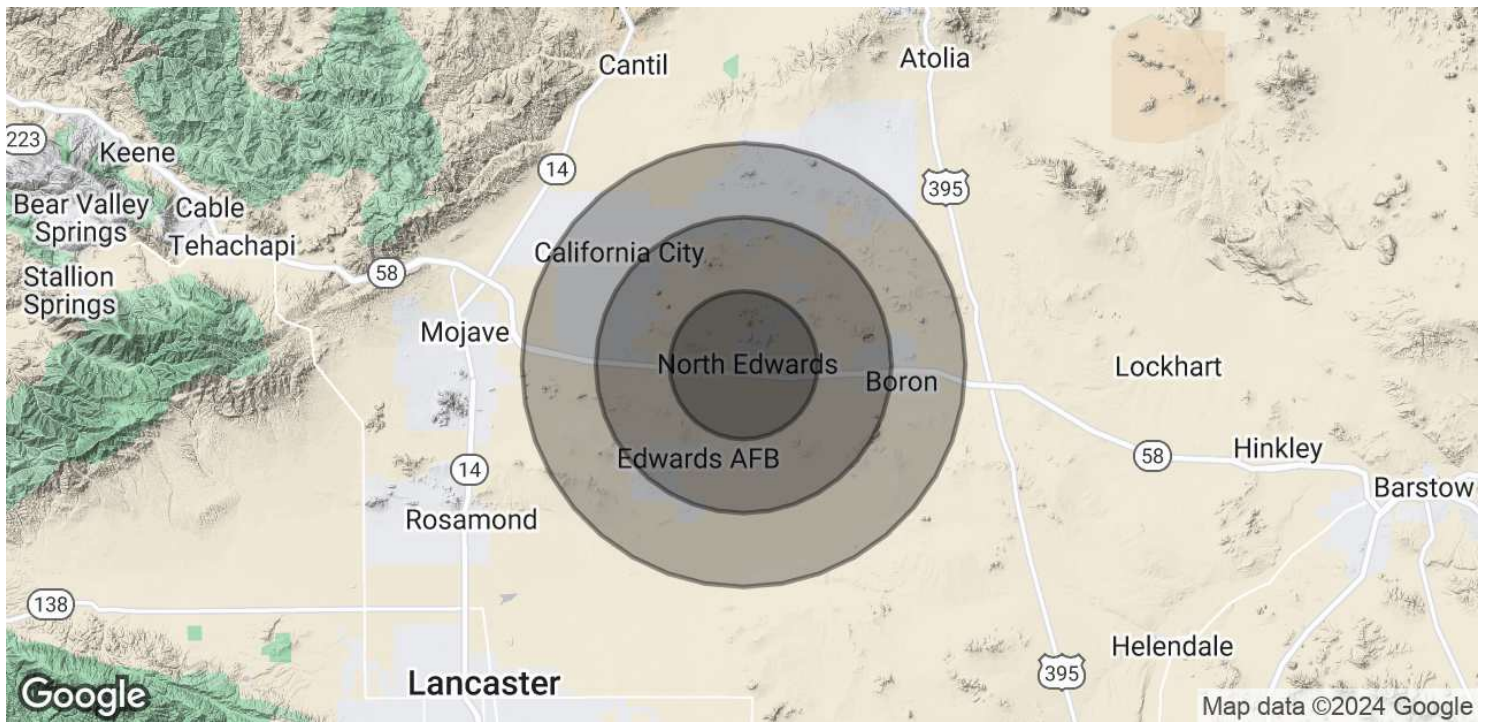 Cantil
Atolia
223
Keene
14
395
Bear Valley
Springs
Cable
Tehachapi
California City
58
Stallion
Springs
Mojave
North Edwards
Boron
Lockhart
Edwards AFB
14
58
Hinkley
Barstow
Rosamond
138
Helendale
395
Lancaster
Google
Map data ©2024 Google